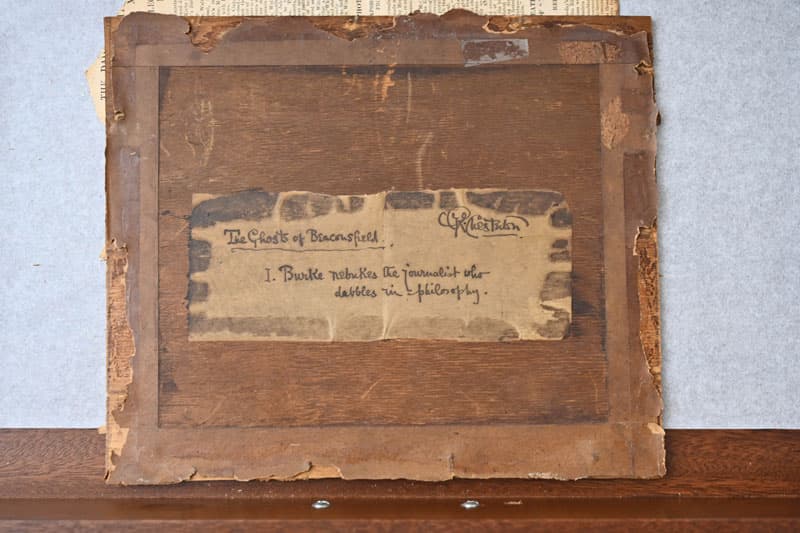 GKChesterton
The Ghosts of Beaconsfield.
I. Burke rebukes the journalist who
dabbles in philosophy.